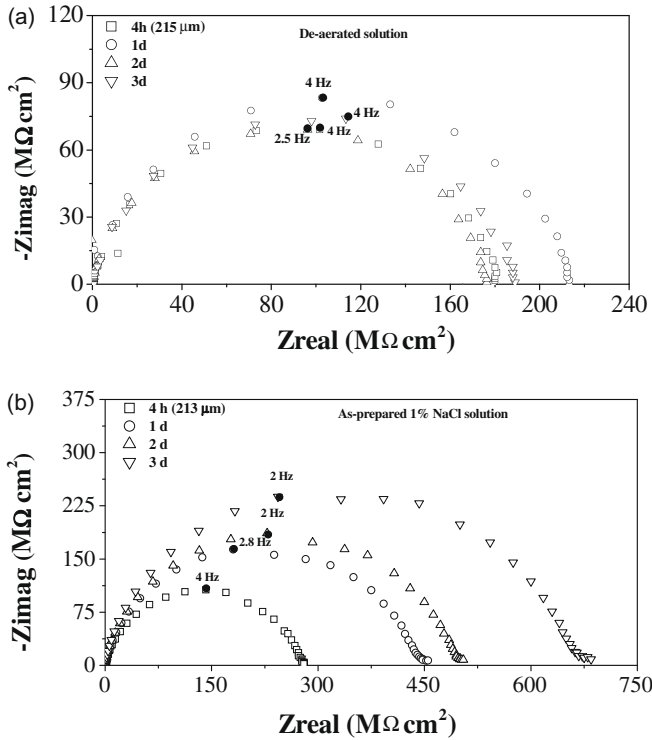 (a)
120
90
60
30
0
-Zimag (MΩ cm²)
4h (215 μm)
1d
2d
3d
De-aerated solution
4 Hz
4 Hz
2.5 Hz
4 Hz
0 40 80 120 160 200 240
Zreal (MΩ cm²)
(b)
375
300
225
150
75
0
-Zimag (MΩ cm²)
4 h (213 μm)
1 d
2 d
3 d
As-prepared 1% NaCl solution
2 Hz
2 Hz
2.8 Hz
4 Hz
0 150 300 450 600 750
Zreal (MΩ cm²)